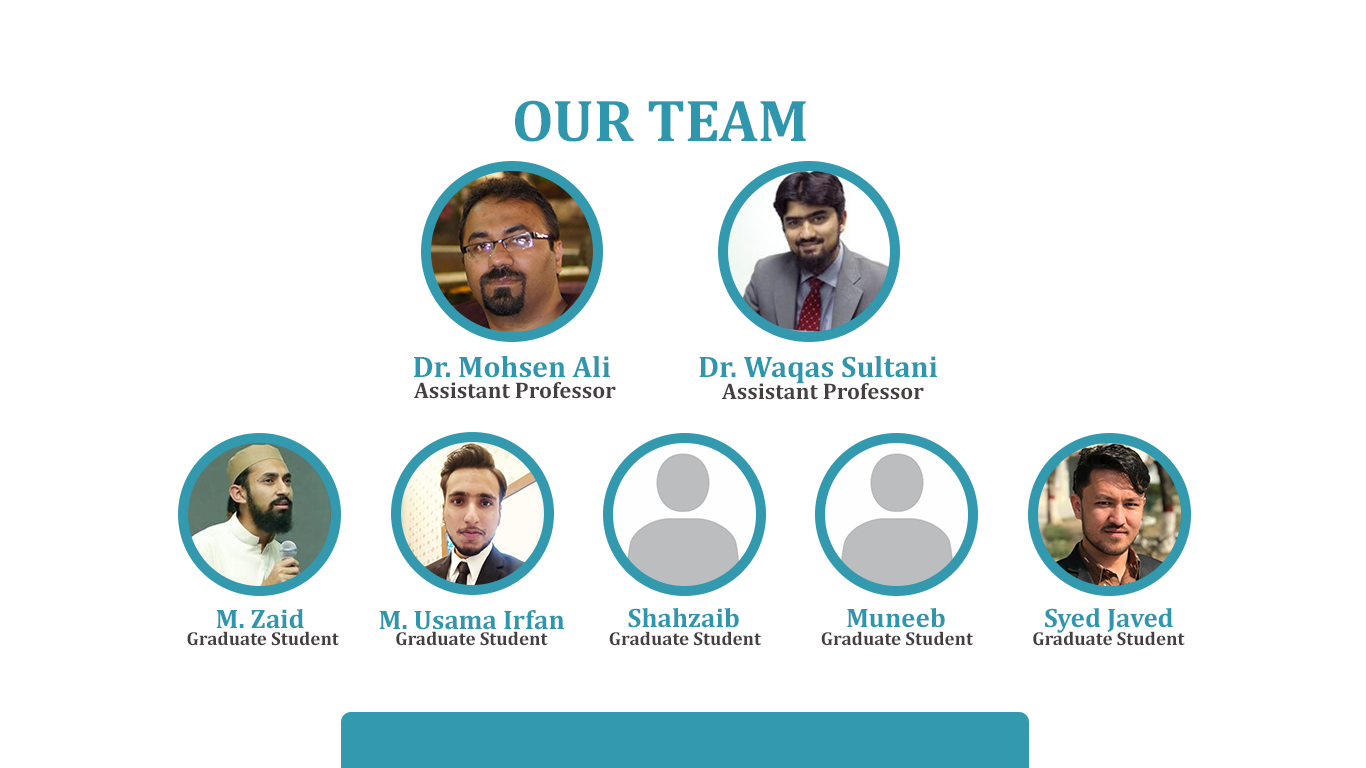 OUR TEAM
Dr. Mohsen Ali
Assistant Professor
Dr. Waqas Sultani
Assistant Professor
M. Zaid
Graduate Student
M. Usama Irfan
Graduate Student
Shahzaib
Graduate Student
Muneeb
Graduate Student
Syed Javed
Graduate Student